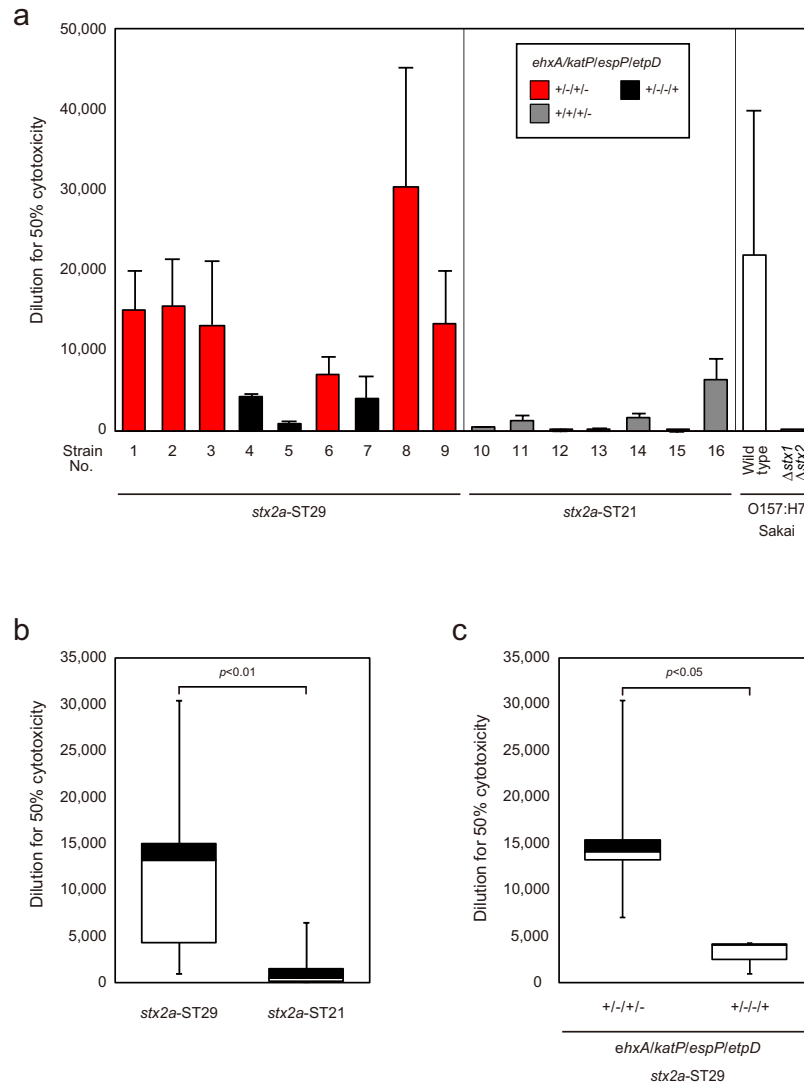 a
50,000
40,000
30,000
20,000
10,000
0
Dilution for 50% cytotoxicity
ehxA/katP/espP/etpD
+/-/+/-
+/-/-/+
+/+/+/-
Strain No.
1 2 3 4 5 6 7 8 9 10 11 12 13 14 15 16
Wild type
Δstx1 Δstx2
stx2a-ST29
stx2a-ST21
O157:H7
Sakai
b
35,000
30,000
25,000
20,000
15,000
10,000
5,000
0
Dilution for 50% cytotoxicity
p<0.01
stx2a-ST29
stx2a-ST21
c
35,000
30,000
25,000
20,000
15,000
10,000
5,000
0
Dilution for 50% cytotoxicity
p<0.05
+/-/+/-
+/-/-/+
ehxA/katP/espP/etpD
stx2a-ST29